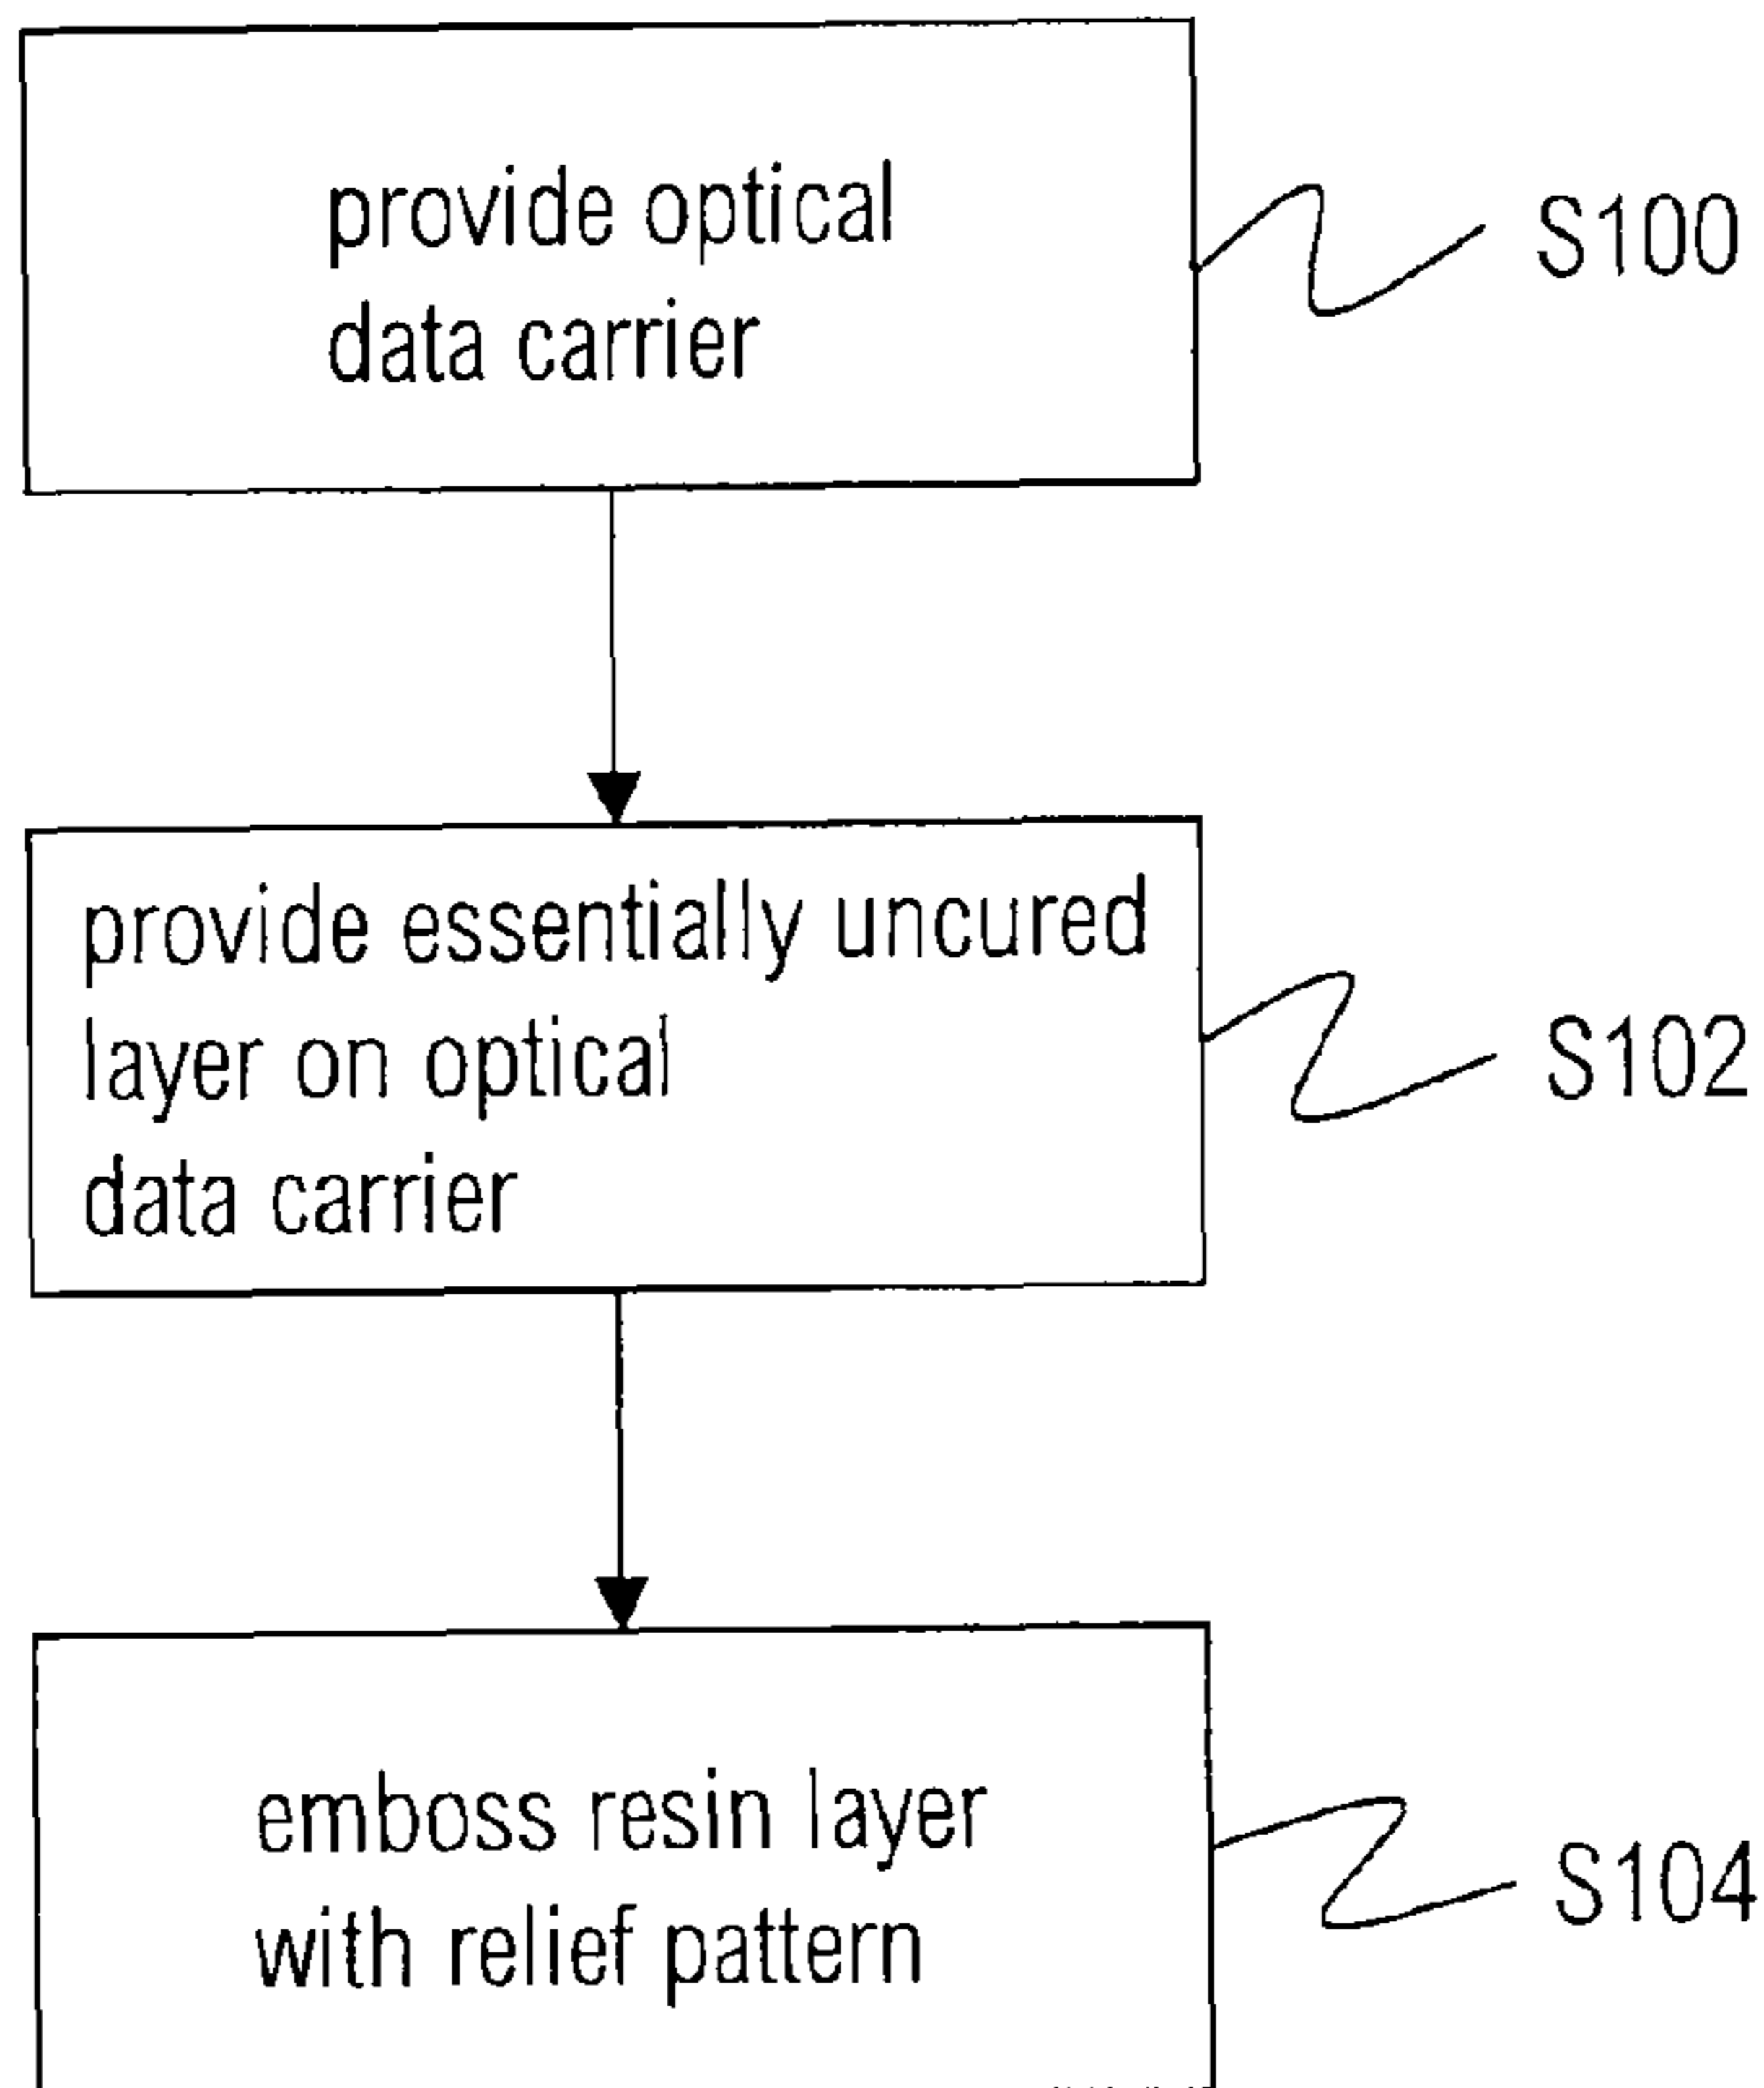 provide optical
data carrier
S100
provide essentially uncured
layer on optical
data carrier
S102
emboss resin layer
with relief pattern
S104